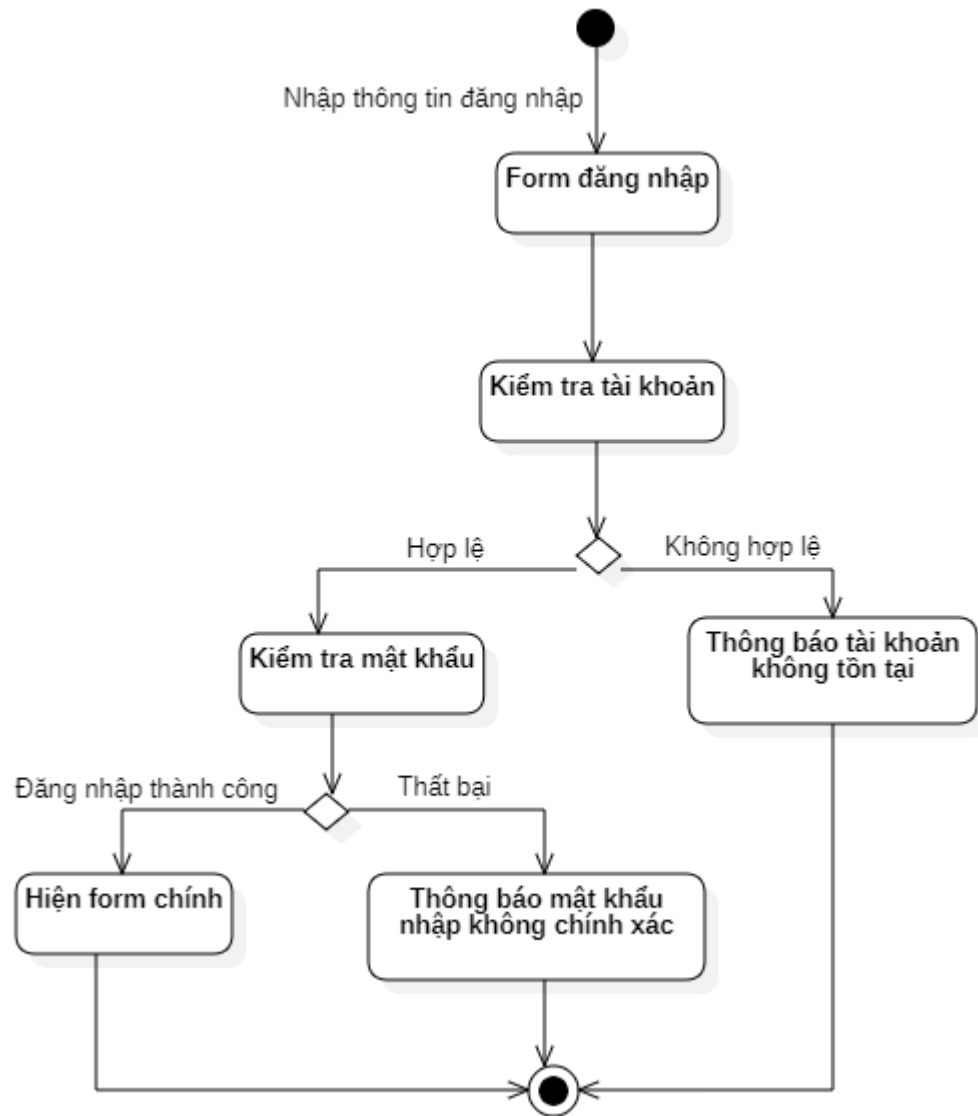 Nhập thông tin đăng nhập
Form đăng nhập
Kiểm tra tài khoản
Hợp lệ
Không hợp lệ
Kiểm tra mật khẩu
Thông báo tài khoản
không tồn tại
Đăng nhập thành công
Thất bại
Hiện form chính
Thông báo mật khẩu
nhập không chính xác